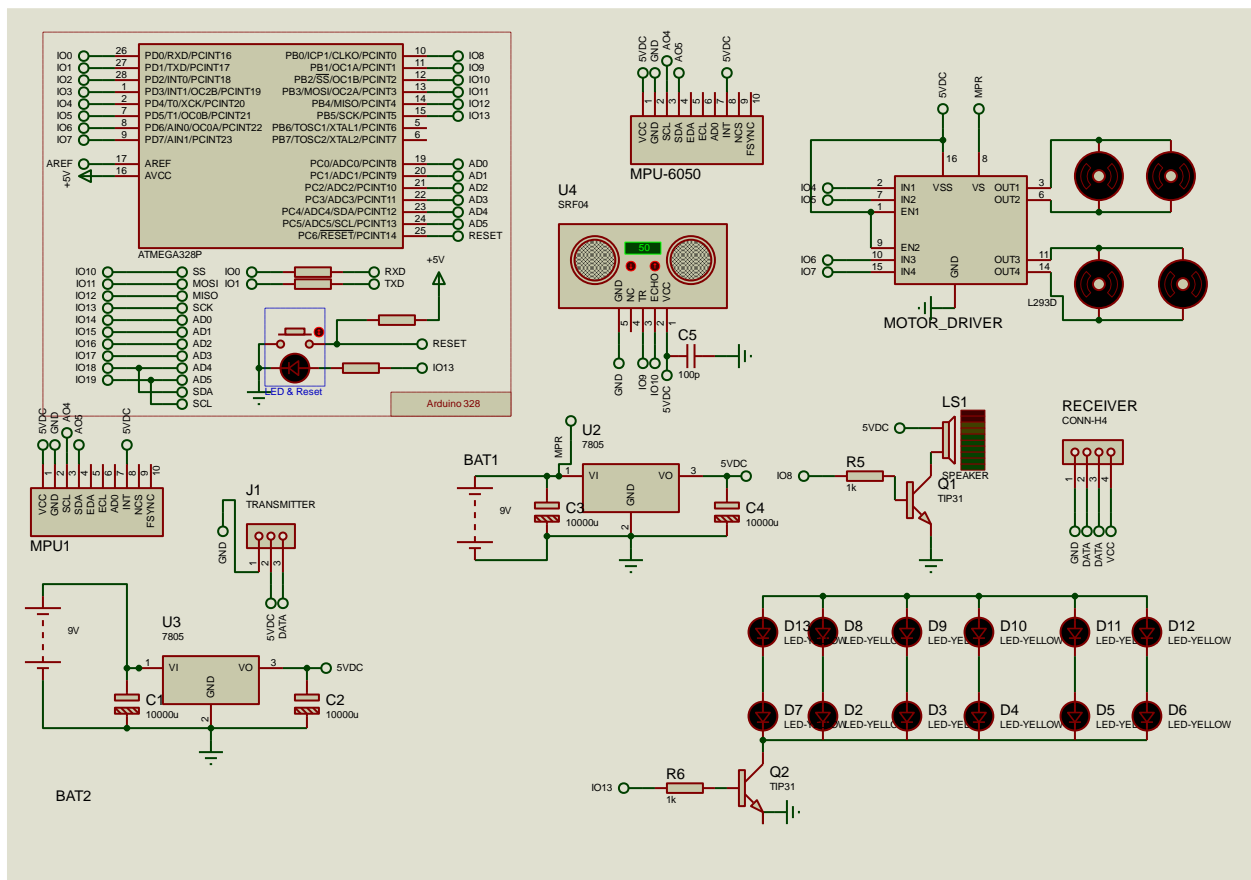 IO0 26 PD0/RXD/PCINT16 PB0/ICP1/CLKO/PCINT0 10 IO8
IO1 27 PD1/TXD/PCINT17 PB1/OC1A/PCINT1 11 IO9
IO2 28 PD2/INT0/PCINT18 PB2/SS/OC1B/PCINT2 12 IO10
IO3 1 PD3/INT1/OC2B/PCINT19 PB3/MOSI/OC2A/PCINT3 13 IO11
IO4 2 PD4/T0/XCK/PCINT20 PB4/MISO/PCINT4 14 IO12
IO5 7 PD5/T1/OC0B/PCINT21 PB5/SCK/PCINT5 15 IO13
IO6 8 PD6/AIN0/OC0A/PCINT22 PB6/TOSC1/XTAL1/PCINT6 5
IO7 9 PD7/AIN1/PCINT23 PB7/TOSC2/XTAL2/PCINT7 6
AREF 17 AREF PC0/ADC0/PCINT8 19 AD0
+5V 16 AVCC PC1/ADC1/PCINT9 20 AD1
PC2/ADC2/PCINT10 21 AD2
PC3/ADC3/PCINT11 22 AD3
PC4/ADC4/SDA/PCINT12 23 AD4
PC5/ADC5/SCL/PCINT13 24 AD5
PC6/RESET/PCINT14 25 RESET
ATMEGA328P
IO10 SS
IO11 MOSI
IO12 MISO
IO13 SCK
IO14 AD0
IO15 AD1
IO16 AD2
IO17 AD3
IO18 AD4
IO19 AD5
SDA
SCL
IO0 RXD
IO1 TXD
+5V
RESET
IO13
LED & Reset
Arduino 328
5VDC GND AO4 AO5 5VDC
1 2 3 4 5 6 7 8 9 10
VCC GND SCL SDA EDA ECL AD0 INT NCS FSYNC
MPU-6050
U4
SRF04
50
GND NC TR ECHO VCC
5 4 3 2 1
GND IO9 IO10 5VDC
C5
100p
5VDC MPR
16 8
VSS VS
IO4 2 IN1 OUT1 3
IO5 7 IN2 OUT2 6
1 EN1
9 EN2
IO6 10 IN3 OUT3 11
IO7 15 IN4 OUT4 14
GND
L293D
MOTOR_DRIVER
5VDC GND AO4 AO5 5VDC
1 2 3 4 5 6 7 8 9 10
VCC GND SCL SDA EDA ECL AD0 INT NCS FSYNC
MPU1
J1
TRANSMITTER
GND
1 2 3
5VDC DATA
BAT1
9V
MPR
U2
7805
1 VI VO 3 5VDC
GND
2
C3
10000u
C4
10000u
LS1
5VDC
SPEAKER
IO8
R5
1k
Q1
TIP31
RECEIVER
CONN-H4
1 2 3 4
GND DATA DATA VCC
9V
U3
7805
1 VI VO 3 5VDC
GND
2
C1
10000u
C2
10000u
BAT2
D13 D8 D9 D10 D11 D12
LED-YELLOW LED-YELLOW LED-YELLOW LED-YELLOW LED-YELLOW LED-YELLOW
D7 D2 D3 D4 D5 D6
LED-YELLOW LED-YELLOW LED-YELLOW LED-YELLOW LED-YELLOW LED-YELLOW
IO13
R6
1k
Q2
TIP31